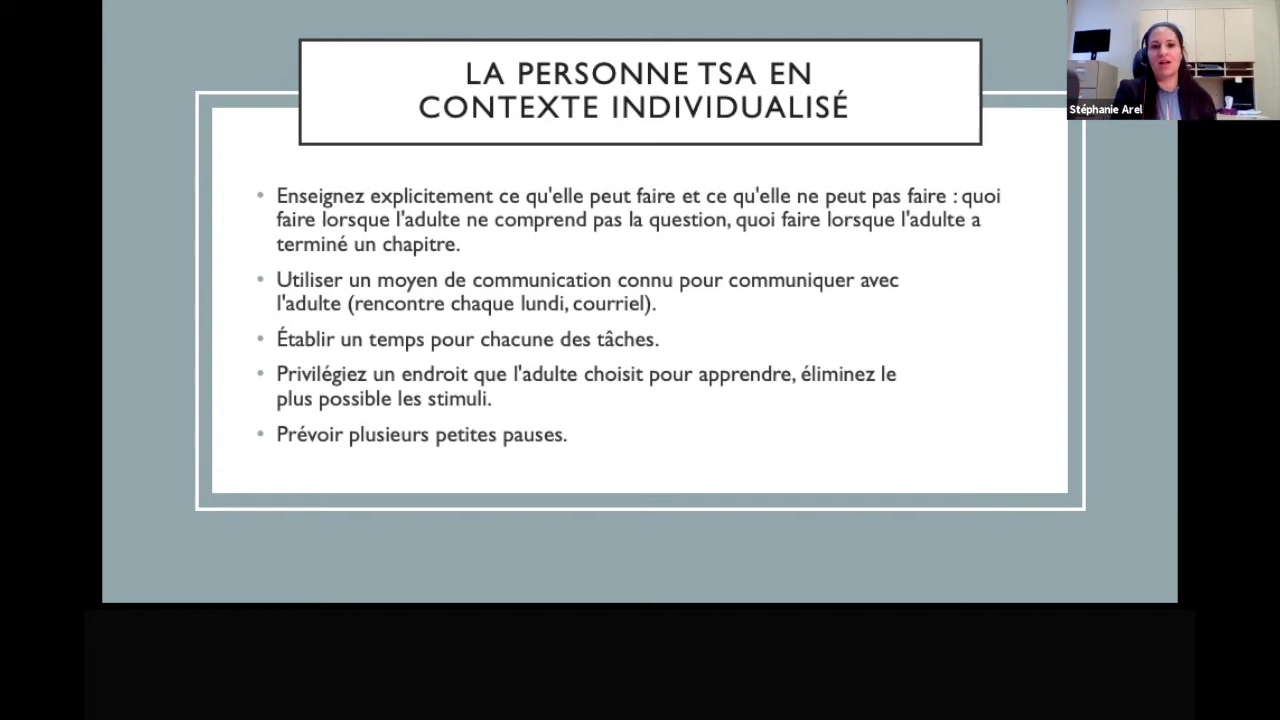 LA PERSONNE TSA EN
CONTEXTE INDIVIDUALISÉ
Stéphanie Arel
• Enseignez explicitement ce qu'elle peut faire et ce qu'elle ne peut pas faire : quoi
faire lorsque l'adulte ne comprend pas la question, quoi faire lorsque l'adulte a
terminé un chapitre.
• Utiliser un moyen de communication connu pour communiquer avec
l'adulte (rencontre chaque lundi, courriel).
• Établir un temps pour chacune des tâches.
• Privilégiez un endroit que l'adulte choisit pour apprendre, éliminez le
plus possible les stimuli.
• Prévoir plusieurs petites pauses.